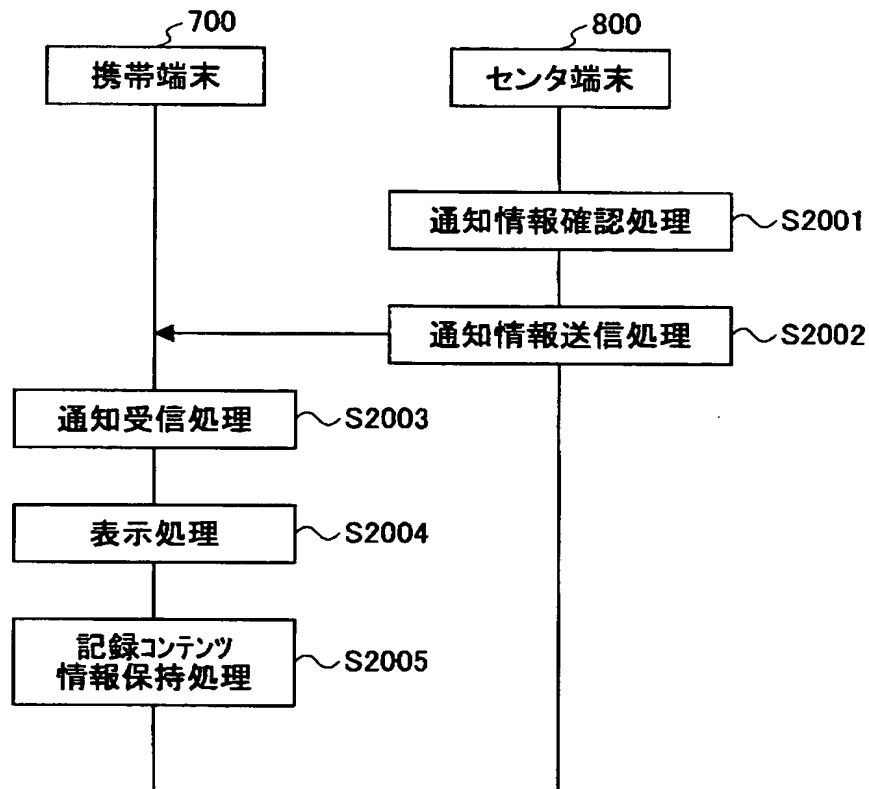 700
800
携帯端末
センタ端末
通知情報確認処理
S2001
通知情報送信処理
S2002
通知受信処理
S2003
表示処理
S2004
記録コンテンツ
情報保持処理
S2005